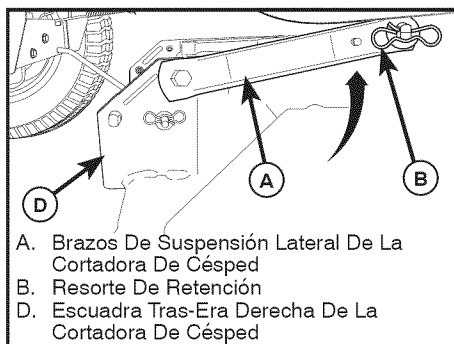 D
A
B
A. Brazos De Suspensión Lateral De La
Cortadora De Césped
B. Resorte De Retención
D. Escuadra Tras-Era Derecha De La
Cortadora De Césped